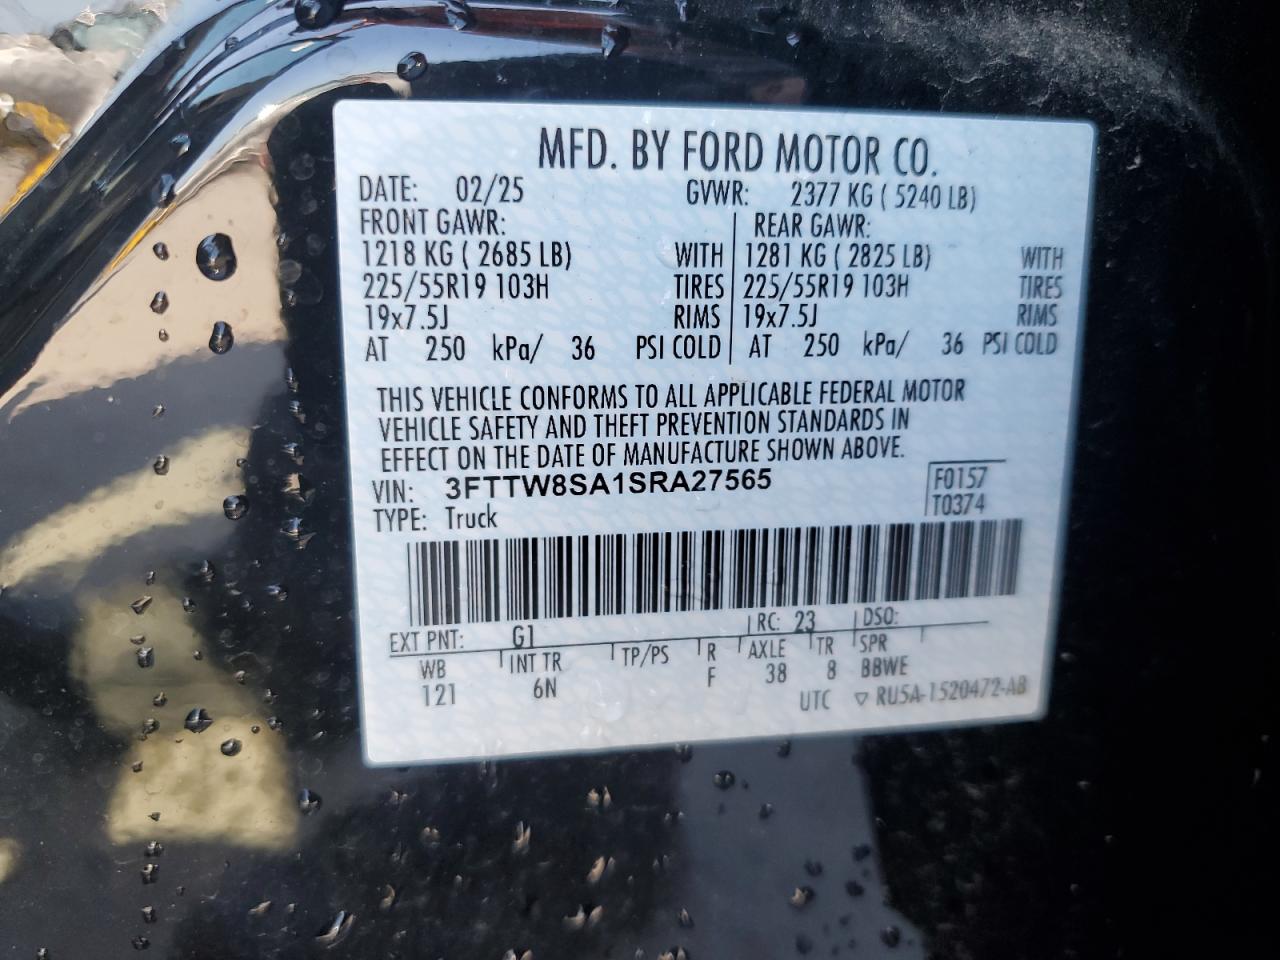 MFD. BY FORD MOTOR CO.
DATE: 02/25 GVWR: 2377 KG ( 5240 LB)
FRONT GAWR: REAR GAWR:
1218 KG ( 2685 LB) WITH 1281 KG ( 2825 LB) WITH
225/55R19 103H TIRES 225/55R19 103H TIRES
19x7.5J RIMS 19x7.5J RIMS
AT 250 kPa/ 36 PSI COLD AT 250 kPa/ 36 PSI COLD
THIS VEHICLE CONFORMS TO ALL APPLICABLE FEDERAL MOTOR
VEHICLE SAFETY AND THEFT PREVENTION STANDARDS IN
EFFECT ON THE DATE OF MANUFACTURE SHOWN ABOVE.
VIN: 3FTTW8SA1SRA27565 F0157
TYPE: Truck T0374
EXT PNT: G1 RC: 23 DSO:
WB INT TR TP/PS R AXLE TR SPR
121 6N F 38 8 BBWE
UTC ▽ RU5A-1520472-AB